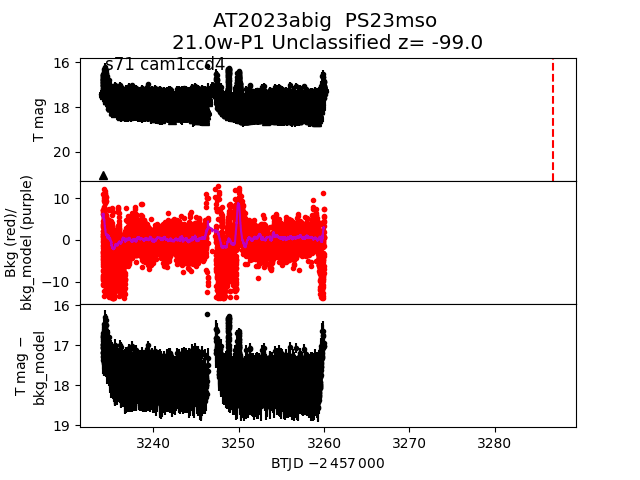 AT2023abig  PS23mso
21.0w-P1 Unclassified z= -99.0
s71 cam1ccd4
16
18
20
T mag
10
0
−10
Bkg (red)/
bkg_model (purple)
16
17
18
19
T mag −
bkg_model
3240
3250
3260
3270
3280
BTJD −2 457 000